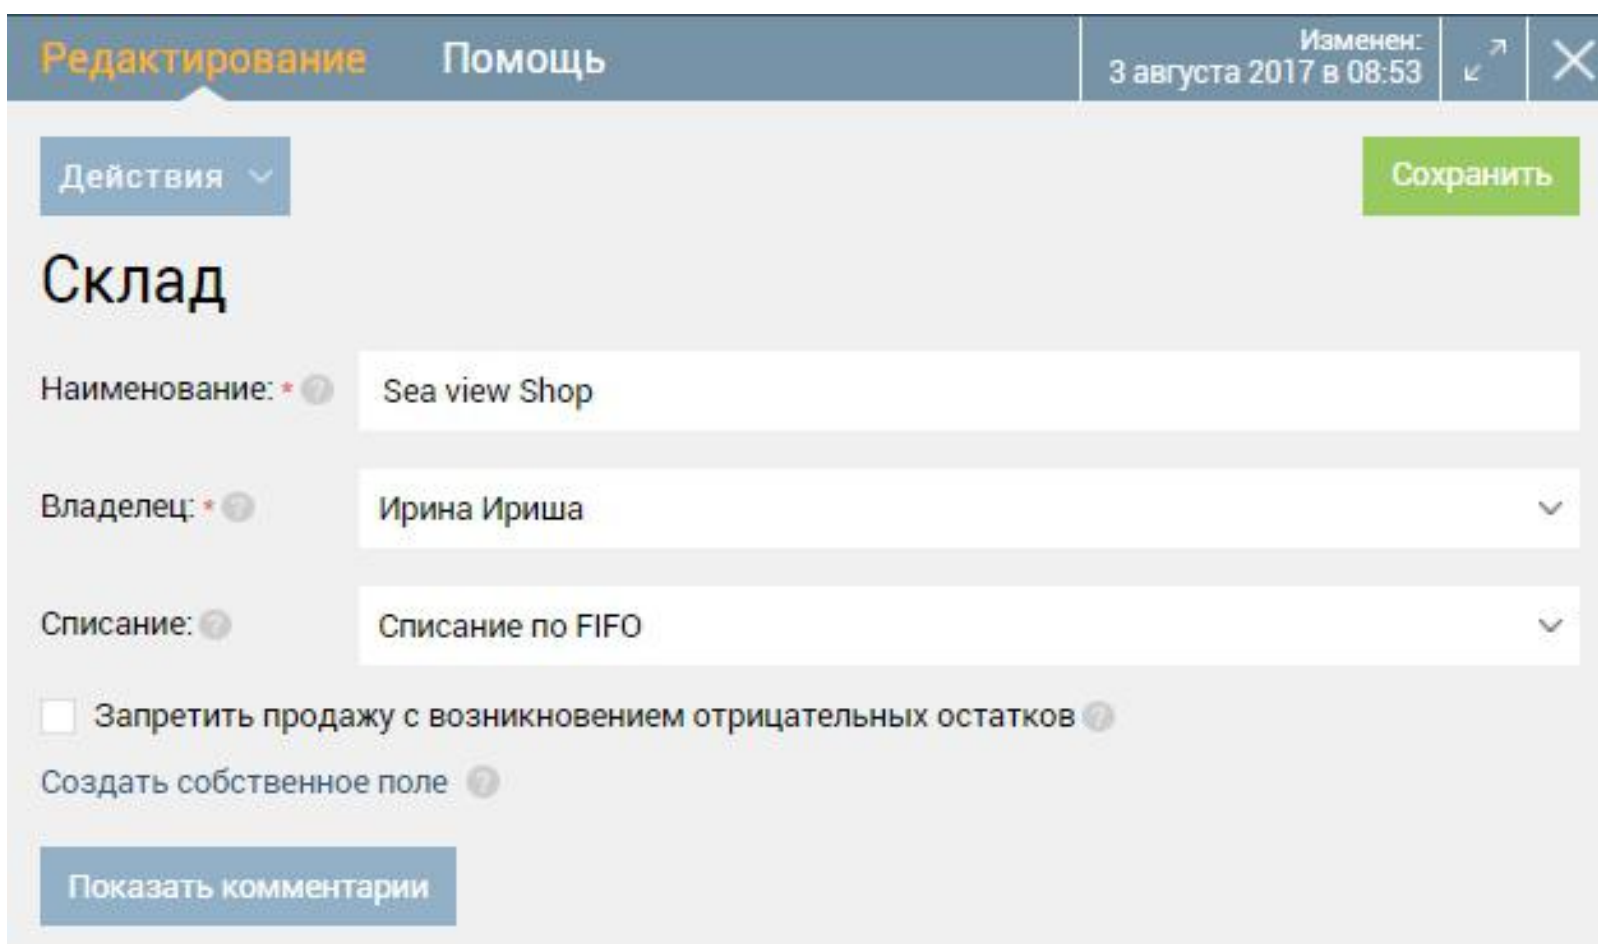 Редактирование Помощь Изменен:
3 августа 2017 в 08:53
Действия Сохранить
Склад
Наименование: * ? Sea view Shop
Владелец: * ? Ирина Ириша
Списание: ? Списание по FIFO
Запретить продажу с возникновением отрицательных остатков ?
Создать собственное поле ?
Показать комментарии